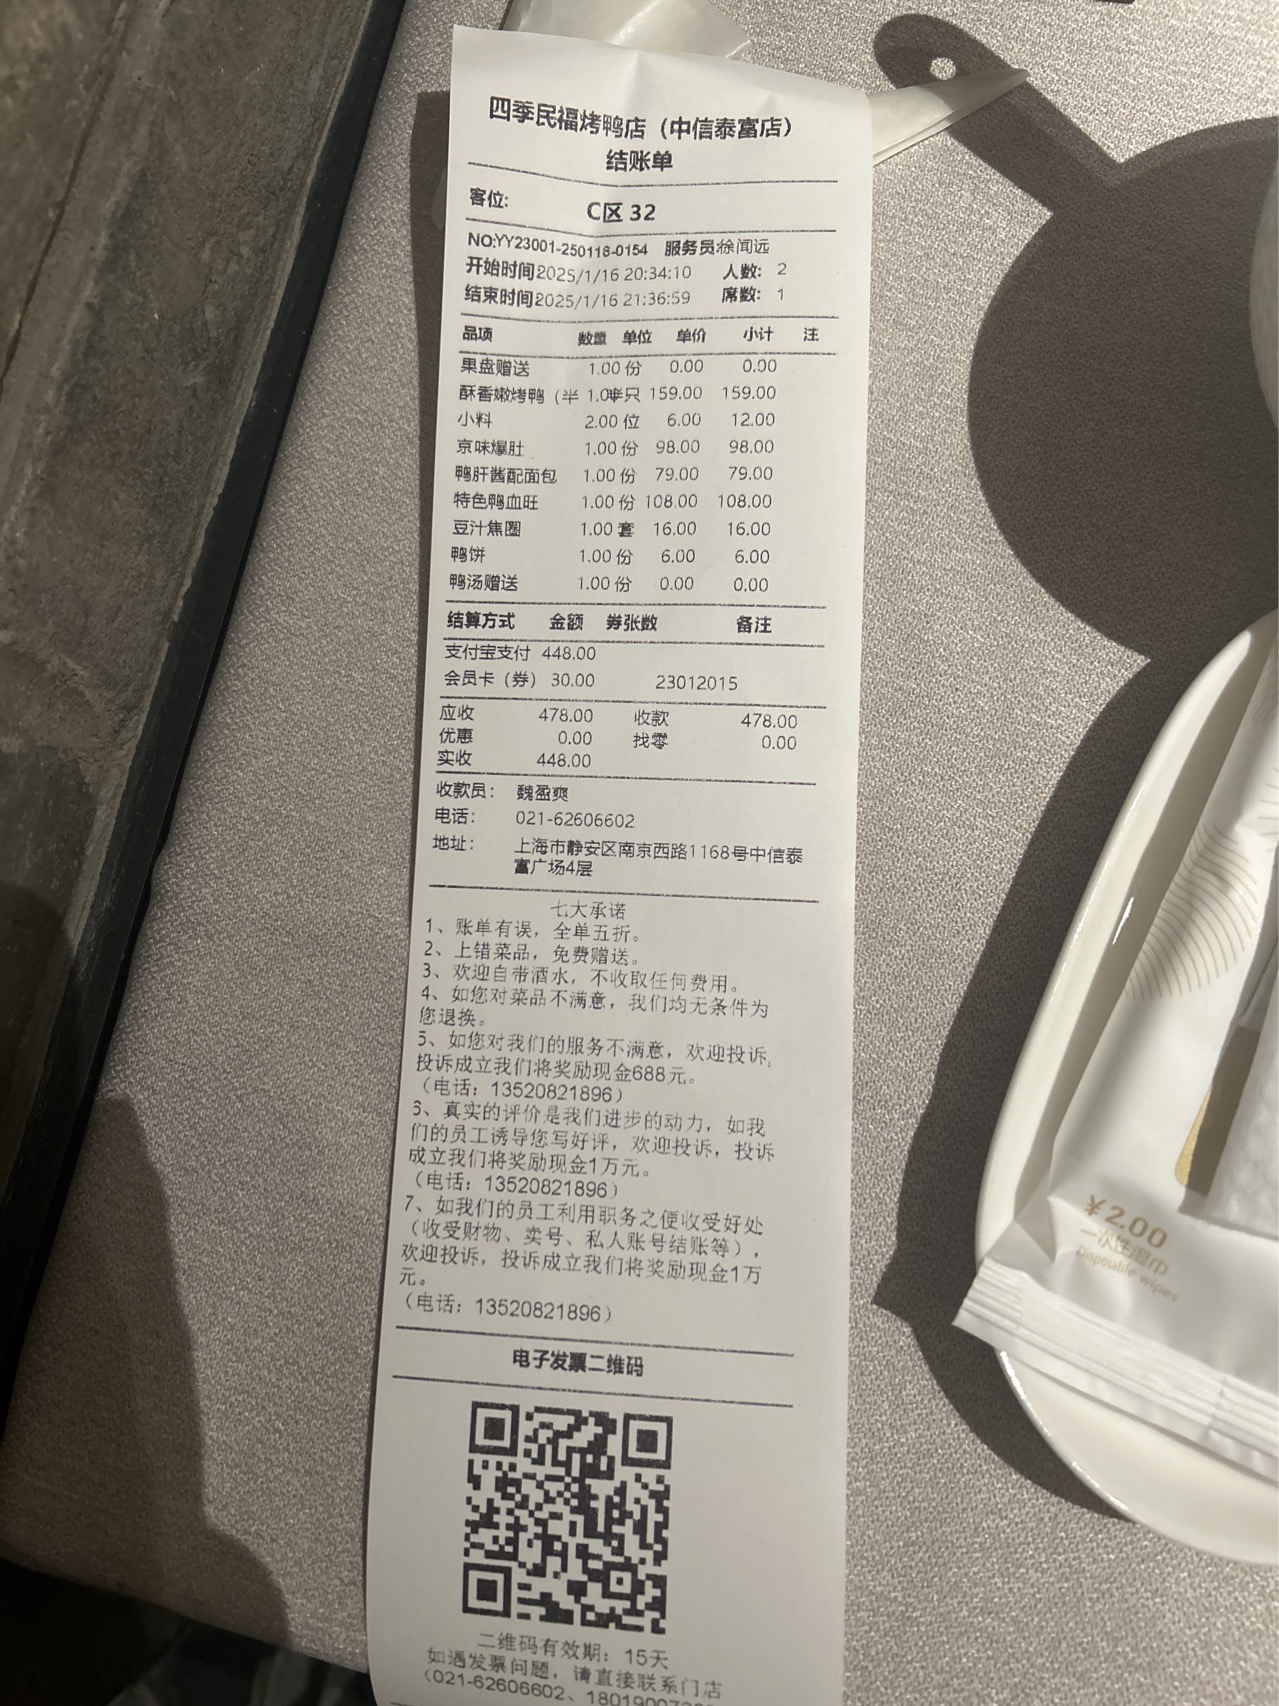 四季民福烤鸭店（中信泰富店）
结账单
客位: C区 32
NO:YY23001-250116-0154 服务员:徐闻远
开始时间2025/1/16 20:34:10 人数: 2
结束时间2025/1/16 21:36:59 席数: 1
品项 数量 单位 单价 小计 注
果盘赠送 1.00 份 0.00 0.00
酥香嫩烤鸭（半 1.0半只 159.00 159.00
小料 2.00 位 6.00 12.00
京味爆肚 1.00 份 98.00 98.00
鸭肝酱配面包 1.00 份 79.00 79.00
特色鸭血旺 1.00 份 108.00 108.00
豆汁焦圈 1.00 套 16.00 16.00
鸭饼 1.00 份 6.00 6.00
鸭汤赠送 1.00 份 0.00 0.00
结算方式 金额 券张数 备注
支付宝支付 448.00
会员卡（券） 30.00 23012015
应收 478.00 收款 478.00
优惠 0.00 找零 0.00
实收 448.00
收款员: 魏盈爽
电话: 021-62606602
地址: 上海市静安区南京西路1168号中信泰
富广场4层
七大承诺
1、账单有误，全单五折。
2、上错菜品，免费赠送。
3、欢迎自带酒水，不收取任何费用。
4、如您对菜品不满意，我们均无条件为
您退换。
5、如您对我们的服务不满意，欢迎投诉,
投诉成立我们将奖励现金688元。
（电话：13520821896）
6、真实的评价是我们进步的动力，如我
们的员工诱导您写好评，欢迎投诉，投诉
成立我们将奖励现金1万元。
（电话：13520821896）
7、如我们的员工利用职务之便收受好处
（收受财物、卖号、私人账号结账等），
欢迎投诉，投诉成立我们将奖励现金1万
元。
（电话：13520821896）
电子发票二维码
二维码有效期：15天
如遇发票问题，请直接联系门店
（021-62606602、
¥2.00
一次性湿巾
Disposable wipes